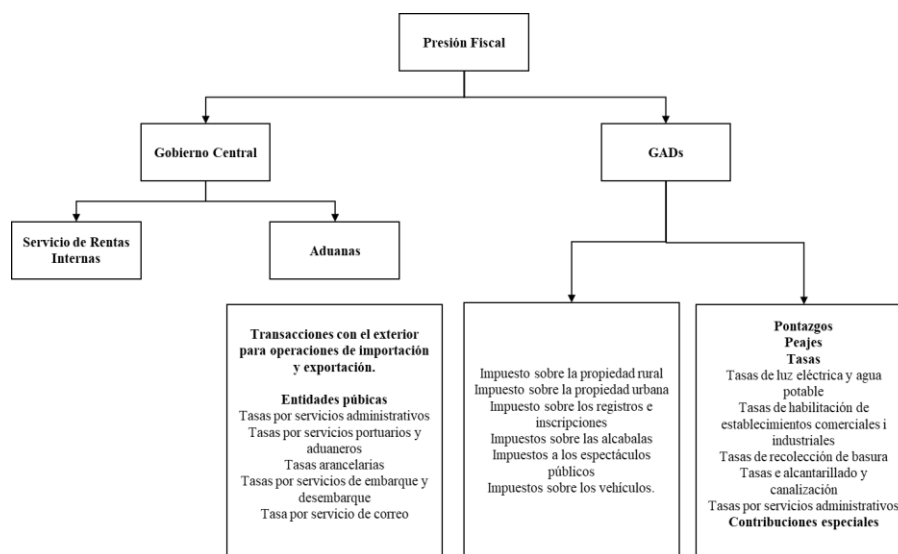 Presión Fiscal
Gobierno Central
GADs
Servicio de Rentas
Internas
Aduanas
Transacciones con el exterior
para operaciones de importación
y exportación.
Entidades púbicas
Tasas por servicios administrativos
Tasas por servicios portuarios y
aduaneros
Tasas arancelarias
Tasas por servicios de embarque y
desembarque
Tasa por servicio de correo
Impuesto sobre la propiedad rural
Impuesto sobre la propiedad urbana
Impuesto sobre los registros e
inscripciones
Impuestos sobre las alcabalas
Impuestos a los espectáculos
públicos
Impuestos sobre los vehículos.
Pontazgos
Peajes
Tasas
Tasas de luz eléctrica y agua
potable
Tasas de habilitación de
establecimientos comerciales i
industriales
Tasas de recolección de basura
Tasas e alcantarillado y
canalización
Tasas por servicios administrativos
Contribuciones especiales